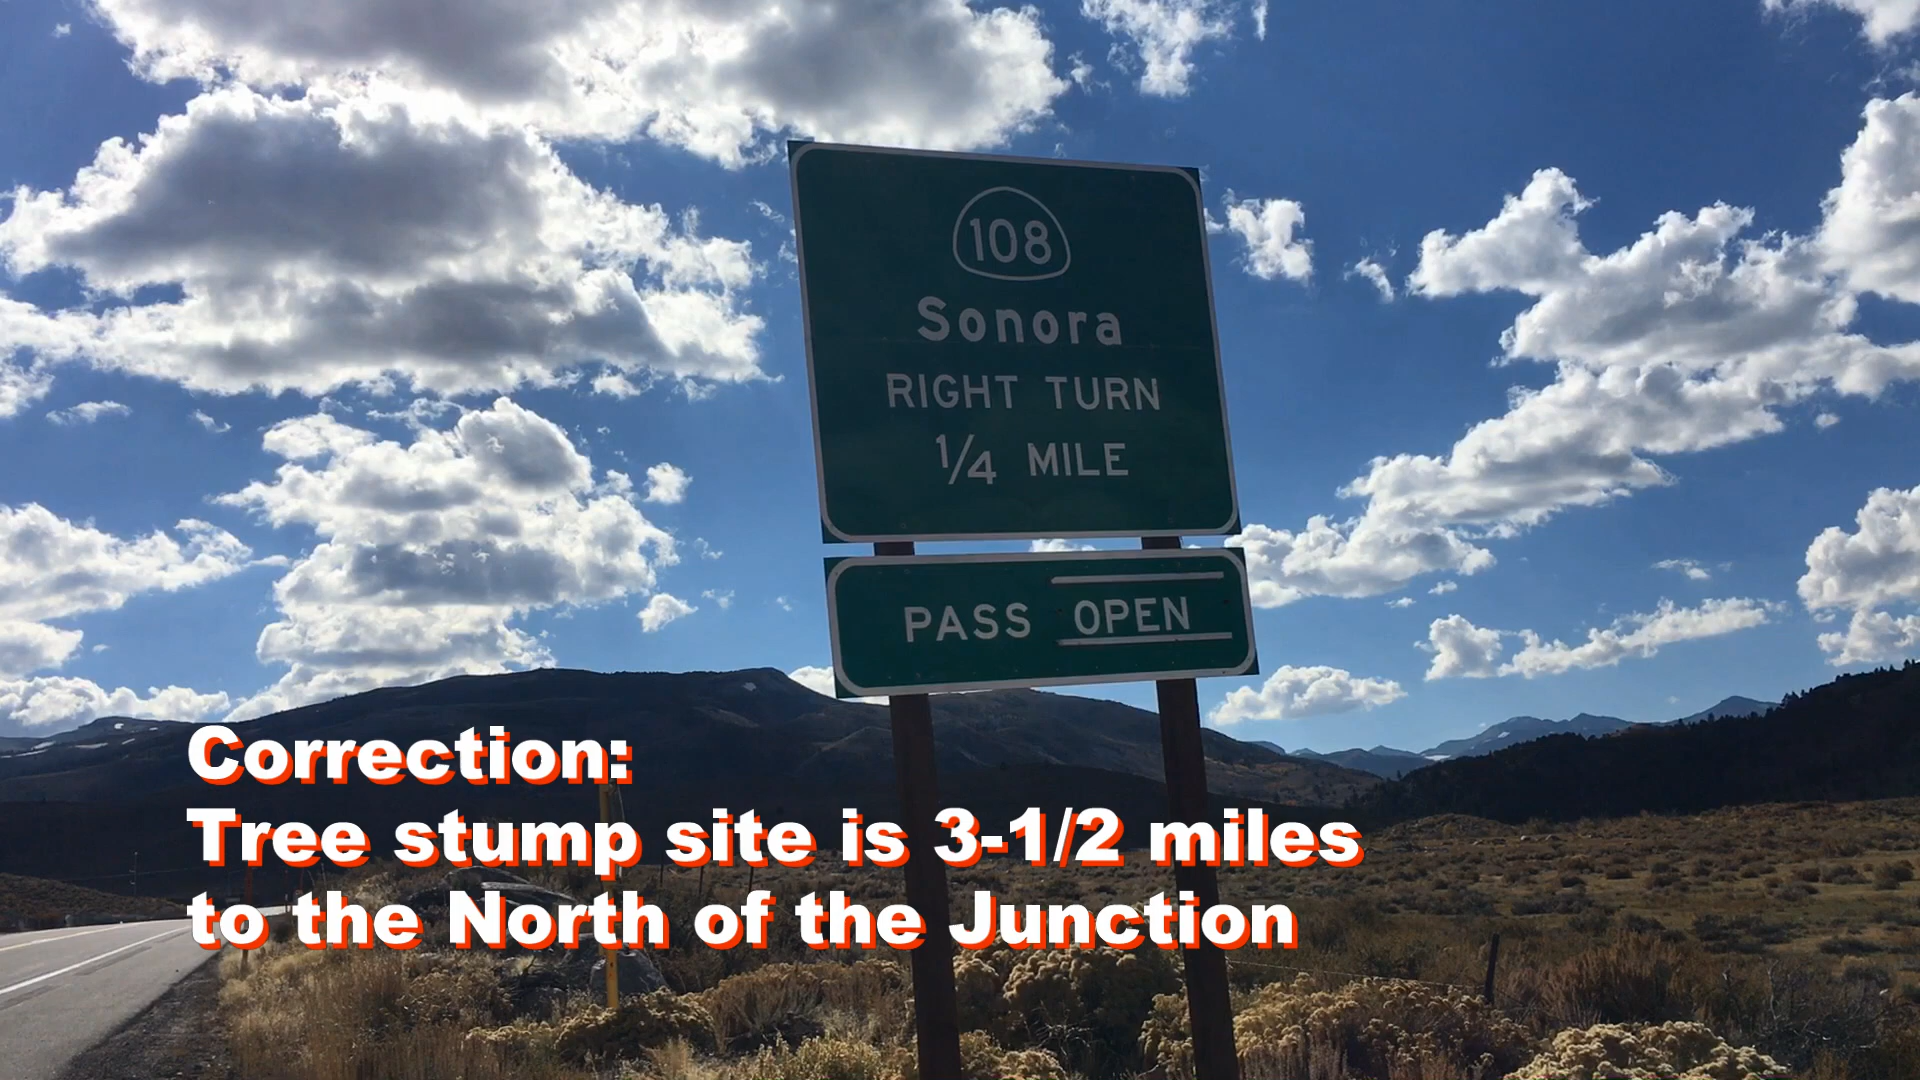 108
Sonora
RIGHT TURN
1/4 MILE
PASS OPEN
Correction:
Tree stump site is 3-1/2 miles
to the North of the Junction